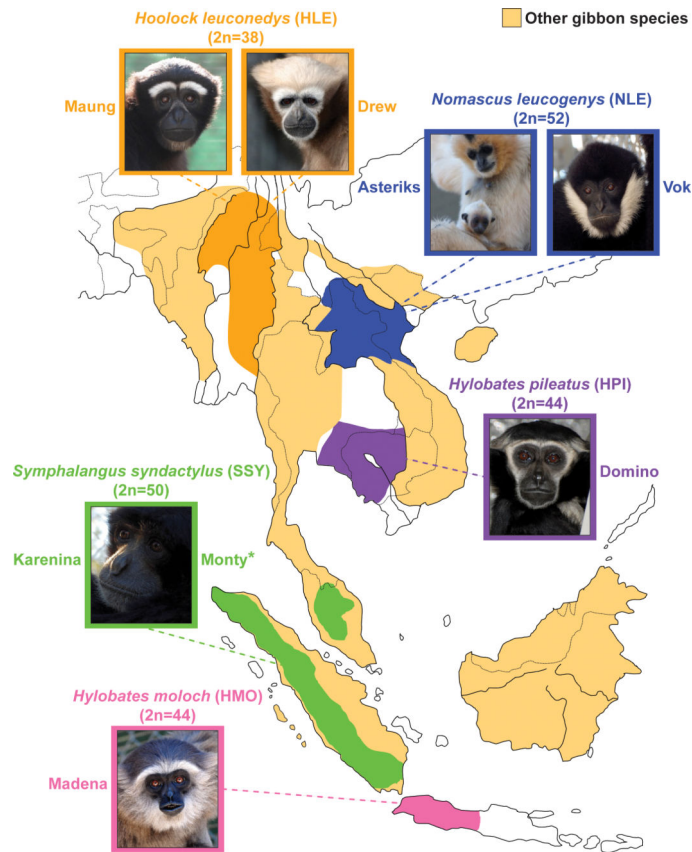 Hoolock leuconedys (HLE)
(2n=38)
Other gibbon species
Maung
Drew
Nomascus leucogenys (NLE)
(2n=52)
Asteriks
Vok
Hylobates pileatus (HPI)
(2n=44)
Domino
Symphalangus syndactylus (SSY)
(2n=50)
Karenina
Monty*
Hylobates moloch (HMO)
(2n=44)
Madena